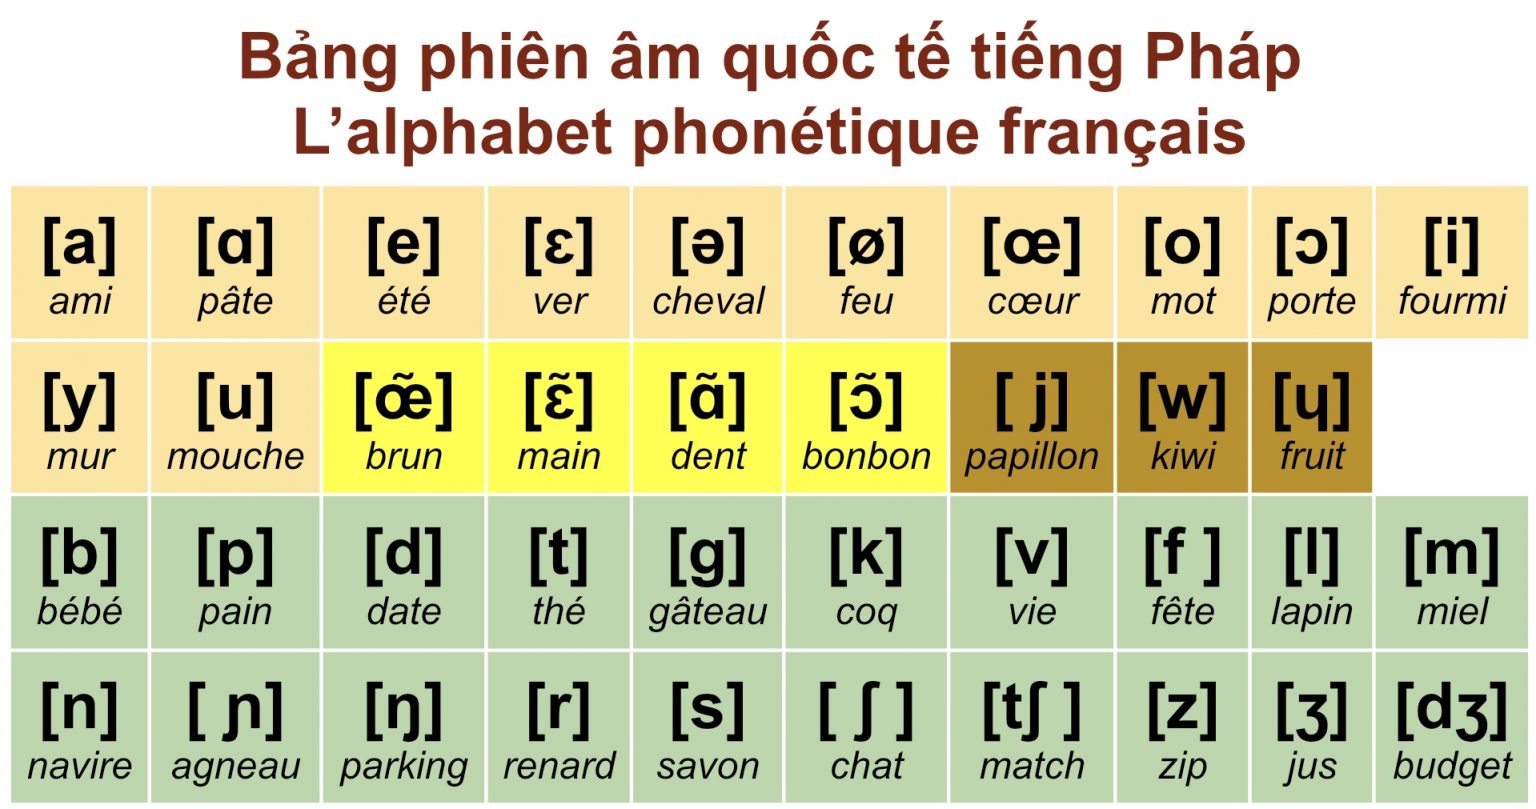 Bảng phiên âm quốc tế tiếng Pháp
L’alphabet phonétique français
[a] [ɑ] [e] [ɛ] [ə] [ø] [œ] [o] [ɔ] [i]
ami pâte été ver cheval feu cœur mot porte fourmi
[y] [u] [œ̃] [ɛ̃] [ɑ̃] [ɔ̃] [ j] [w] [ɥ]
mur mouche brun main dent bonbon papillon kiwi fruit
[b] [p] [d] [t] [g] [k] [v] [f ] [l] [m]
bébé pain date thé gâteau coq vie fête lapin miel
[n] [ ɲ] [ŋ] [r] [s] [ ʃ ] [tʃ ] [z] [ʒ] [dʒ]
navire agneau parking renard savon chat match zip jus budget